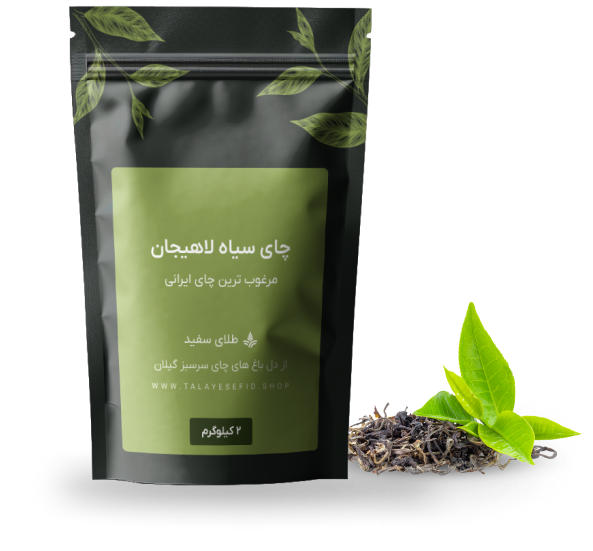 چای سیاه لاهیجان
مرغوب ترین چای ایرانی
طلای سفید
از دل باغ های چای سرسبز گیلان
WWW.TALAYESEFID.SHOP
۲ کیلوگرم